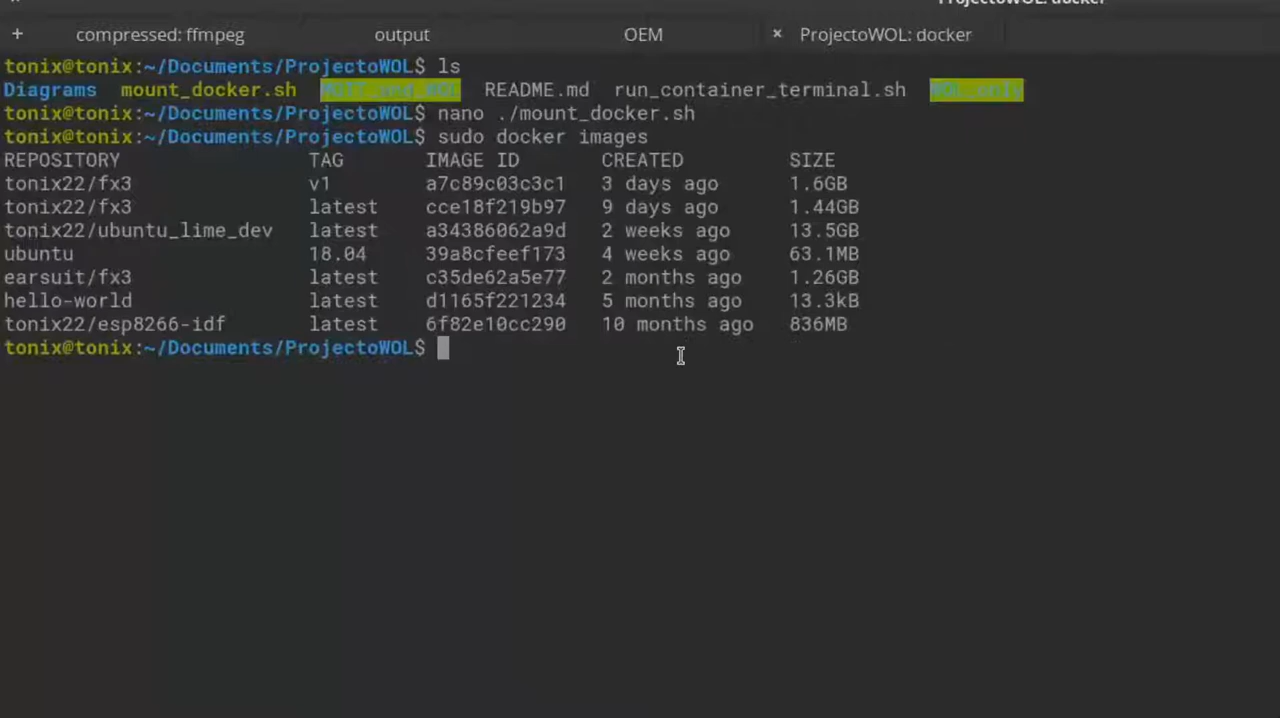 ProjectoWOL: docker
+ compressed: ffmpeg output OEM × ProjectoWOL: docker
tonix@tonix:~/Documents/ProjectoWOL$ ls
Diagrams mount_docker.sh MQTT_and_WOL README.md run_container_terminal.sh WOL_only
tonix@tonix:~/Documents/ProjectoWOL$ nano ./mount_docker.sh
tonix@tonix:~/Documents/ProjectoWOL$ sudo docker images
REPOSITORY TAG IMAGE ID CREATED SIZE
tonix22/fx3 v1 a7c89c03c3c1 3 days ago 1.6GB
tonix22/fx3 latest cce18f219b97 9 days ago 1.44GB
tonix22/ubuntu_lime_dev latest a34386062a9d 2 weeks ago 13.5GB
ubuntu 18.04 39a8cfeef173 4 weeks ago 63.1MB
earsuit/fx3 latest c35de62a5e77 2 months ago 1.26GB
hello-world latest d1165f221234 5 months ago 13.3kB
tonix22/esp8266-idf latest 6f82e10cc290 10 months ago 836MB
tonix@tonix:~/Documents/ProjectoWOL$